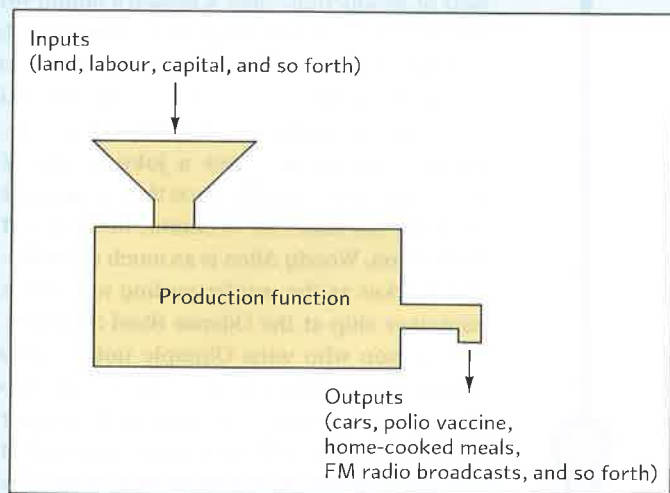 Inputs
(land, labour, capital, and so forth)
Production function
Outputs
(cars, polio vaccine,
home-cooked meals,
FM radio broadcasts, and so forth)